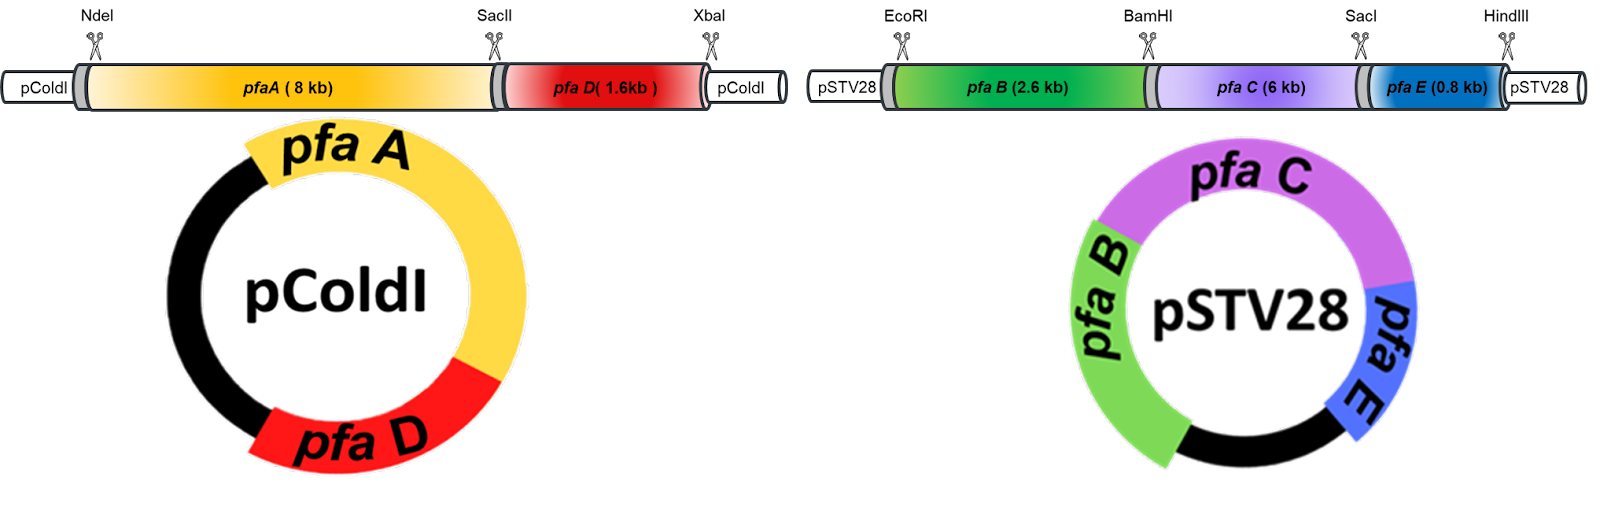 NdeI SacII XbaI EcoRI BamHI SacI HindIII
pColdI pfaA ( 8 kb) pfa D( 1.6kb ) pColdI pSTV28 pfa B (2.6 kb) pfa C (6 kb) pfa E (0.8 kb) pSTV28
pfa A
pColdI
pfa D
pfa C
pfa B
pSTV28
pfa E